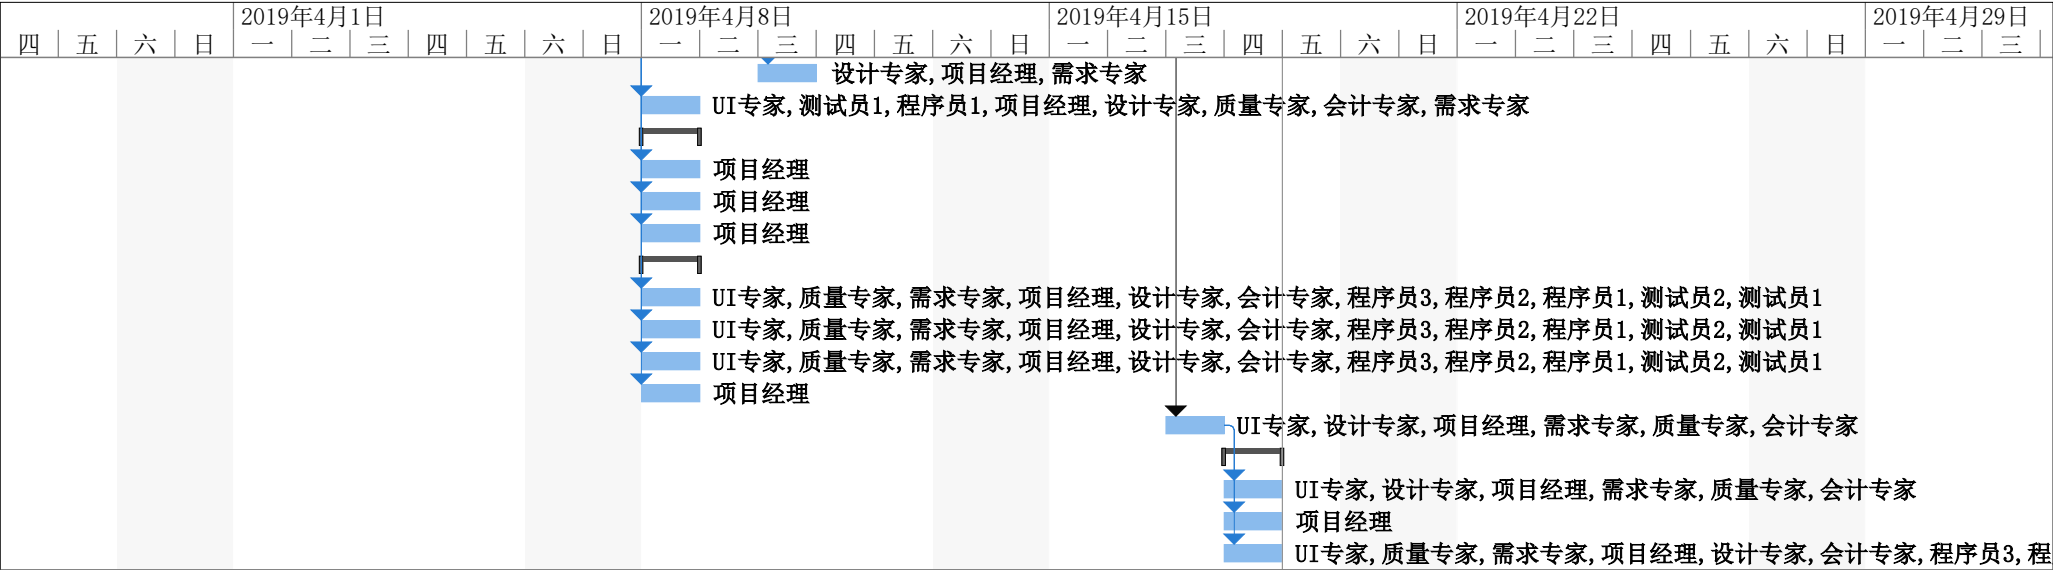 2019年4月1日 2019年4月8日 2019年4月15日 2019年4月22日 2019年4月29日
四 五 六 日 一 二 三 四 五 六 日 一 二 三 四 五 六 日 一 二 三 四 五 六 日 一 二 三 四 五 六 日 一 二 三
设计专家,项目经理,需求专家
UI专家,测试员1,程序员1,项目经理,设计专家,质量专家,会计专家,需求专家
项目经理
项目经理
项目经理
UI专家,质量专家,需求专家,项目经理,设计专家,会计专家,程序员3,程序员2,程序员1,测试员2,测试员1
UI专家,质量专家,需求专家,项目经理,设计专家,会计专家,程序员3,程序员2,程序员1,测试员2,测试员1
UI专家,质量专家,需求专家,项目经理,设计专家,会计专家,程序员3,程序员2,程序员1,测试员2,测试员1
项目经理
UI专家,设计专家,项目经理,需求专家,质量专家,会计专家
UI专家,设计专家,项目经理,需求专家,质量专家,会计专家
项目经理
UI专家,质量专家,需求专家,项目经理,设计专家,会计专家,程序员3,程